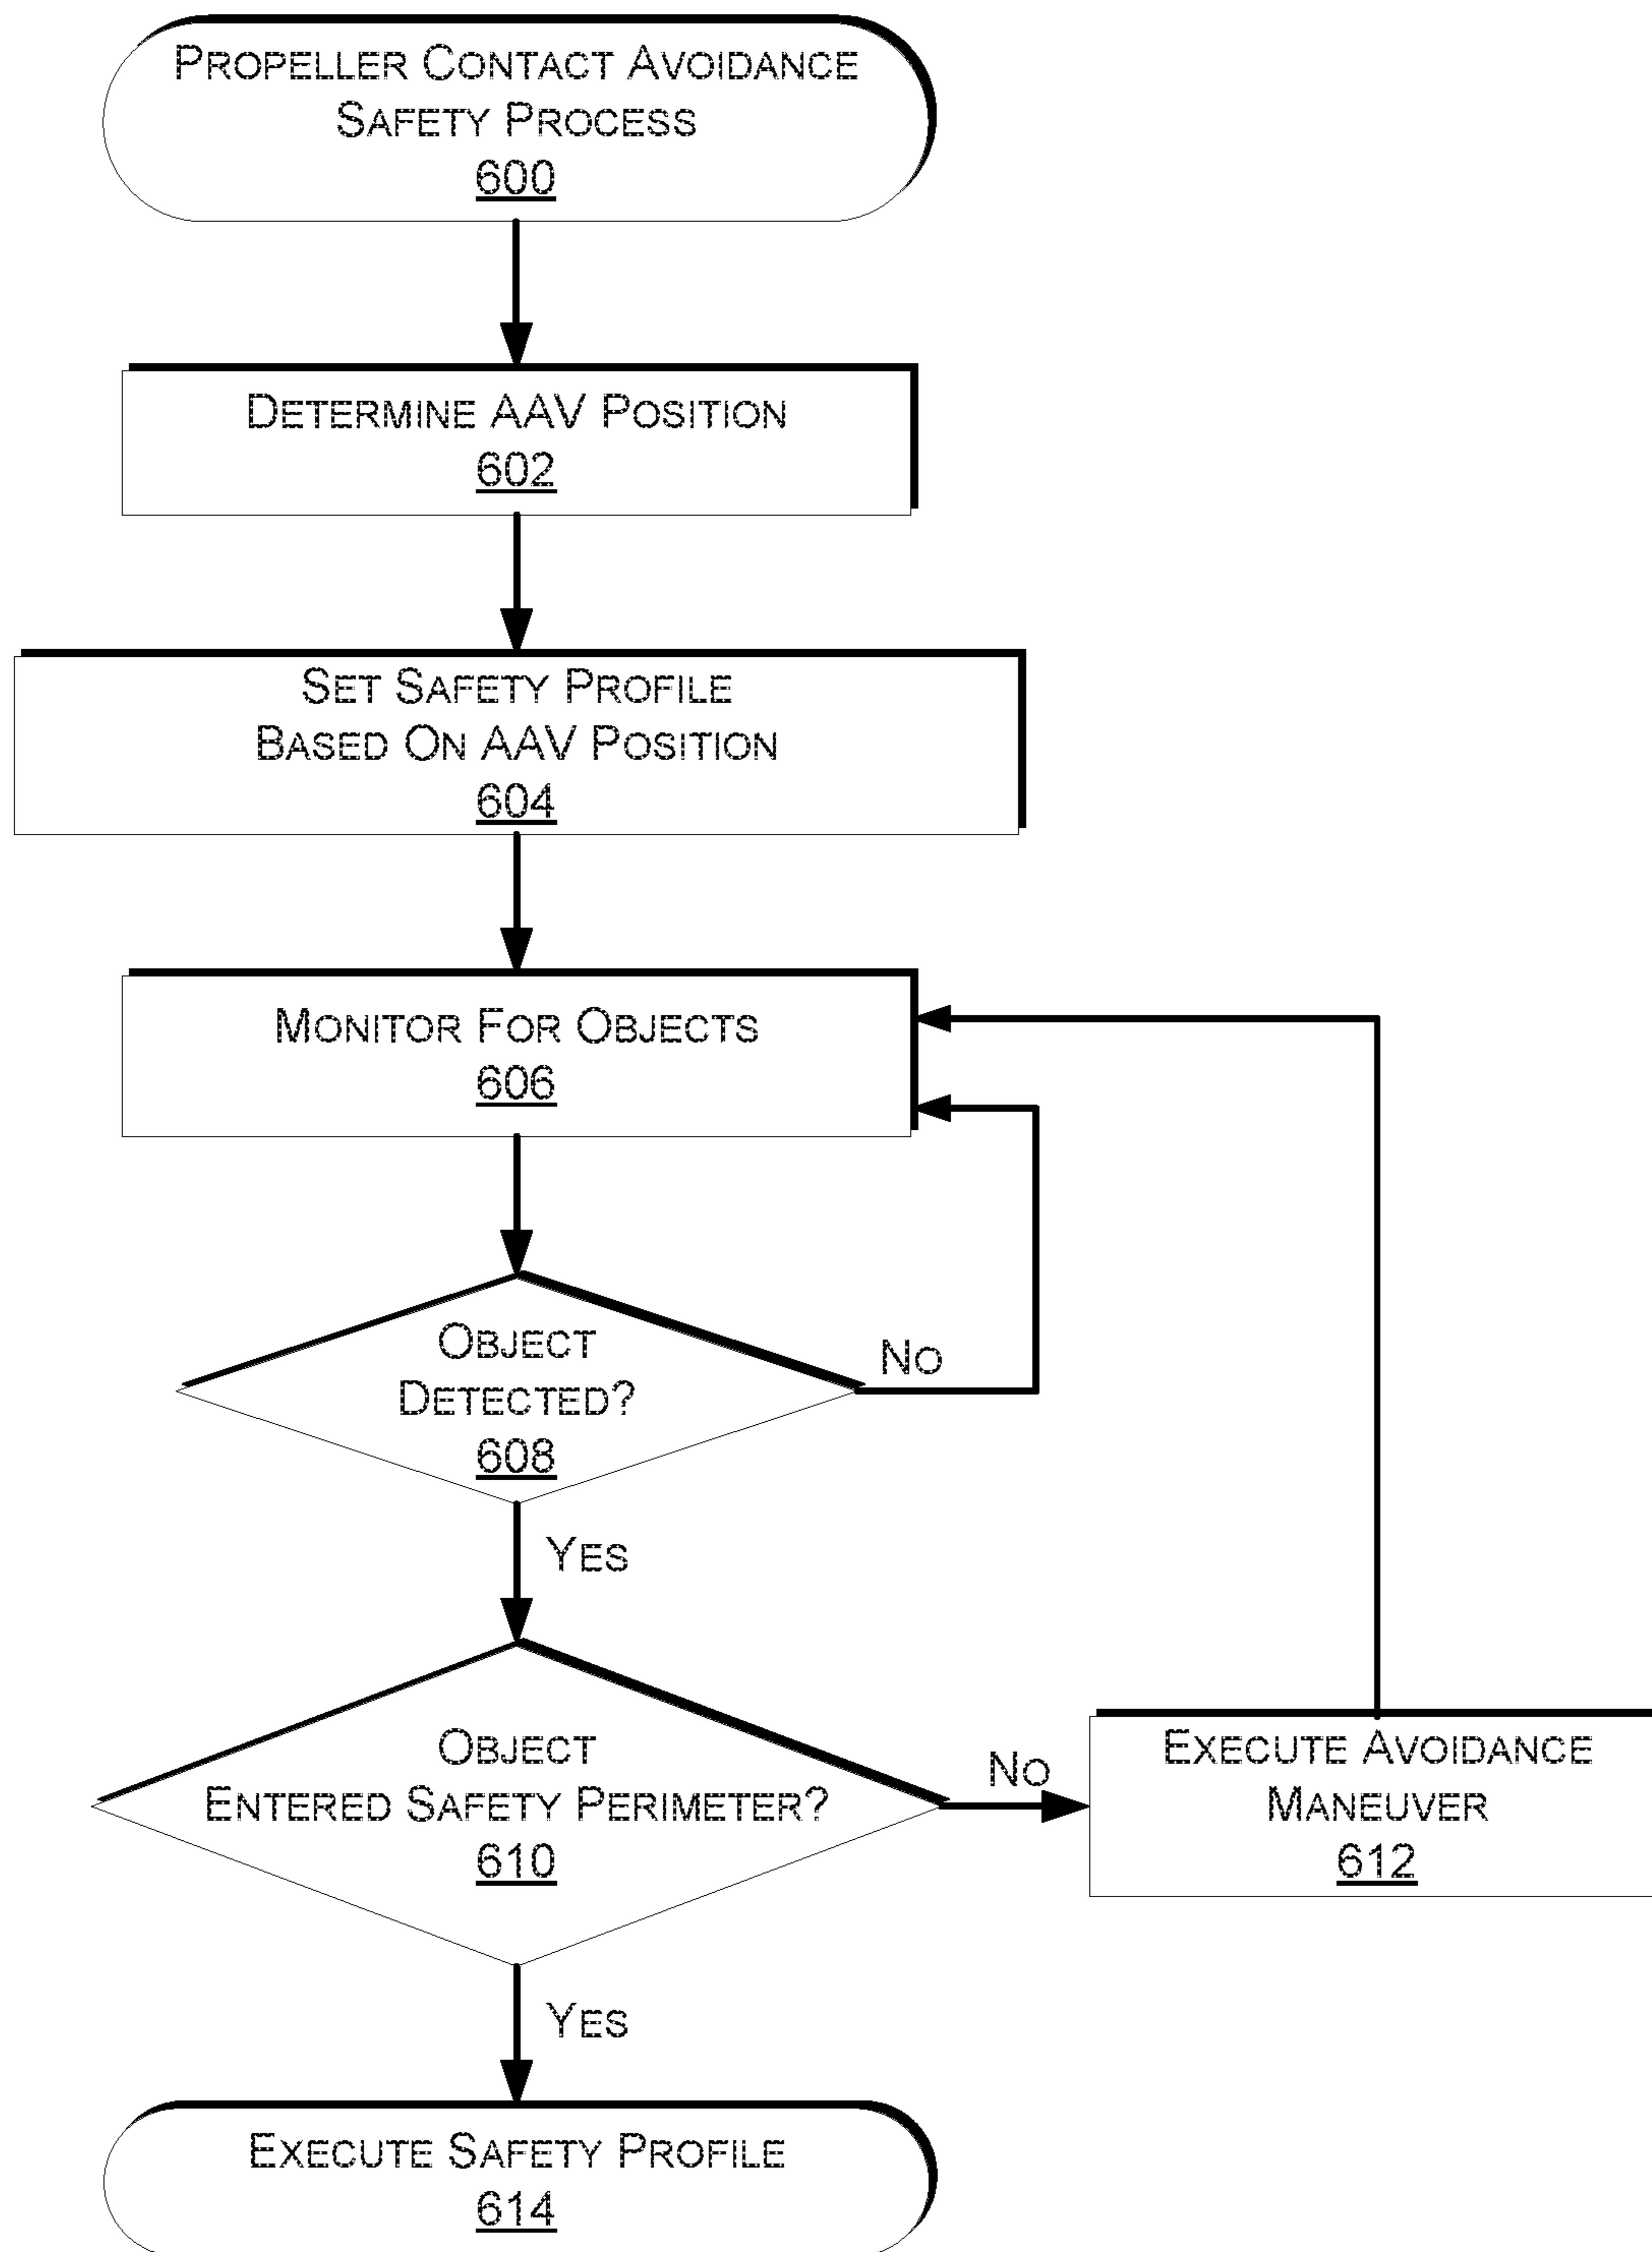 PROPELLER CONTACT AVOIDANCE
SAFETY PROCESS
600
DETERMINE AAV POSITION
602
SET SAFETY PROFILE
BASED ON AAV POSITION
604
MONITOR FOR OBJECTS
606
OBJECT
DETECTED?
608
NO
YES
OBJECT
ENTERED SAFETY PERIMETER?
610
NO
EXECUTE AVOIDANCE
MANEUVER
612
YES
EXECUTE SAFETY PROFILE
614